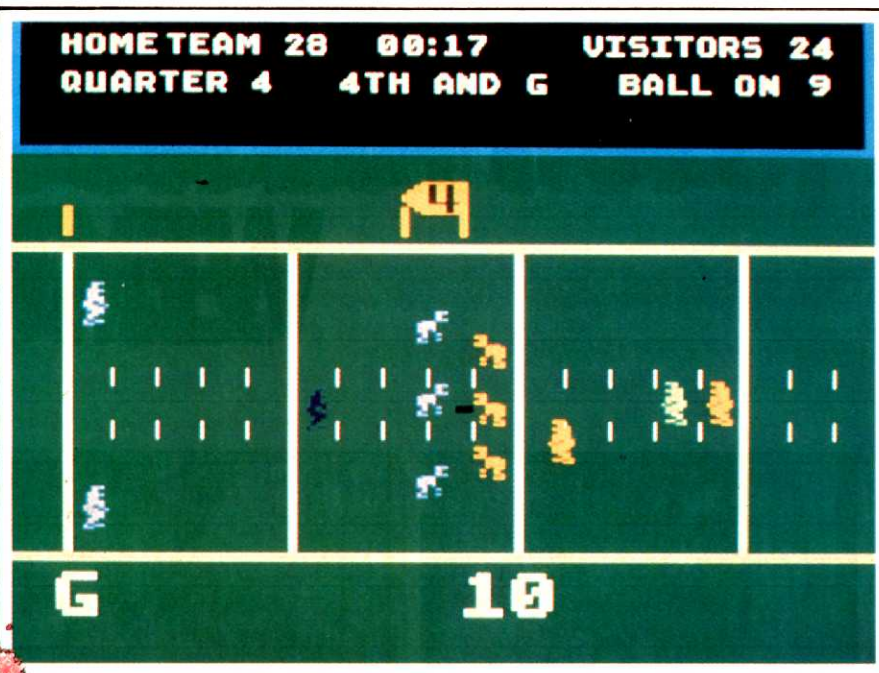 HOMETEAM 28 00:17 VISITORS 24
QUARTER 4 4TH AND G BALL ON 9
4
G 10